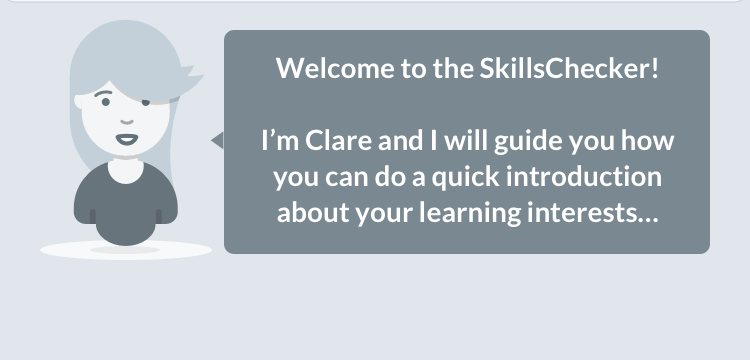 Welcome to the SkillsChecker!
I’m Clare and I will guide you how
you can do a quick introduction
about your learning interests...